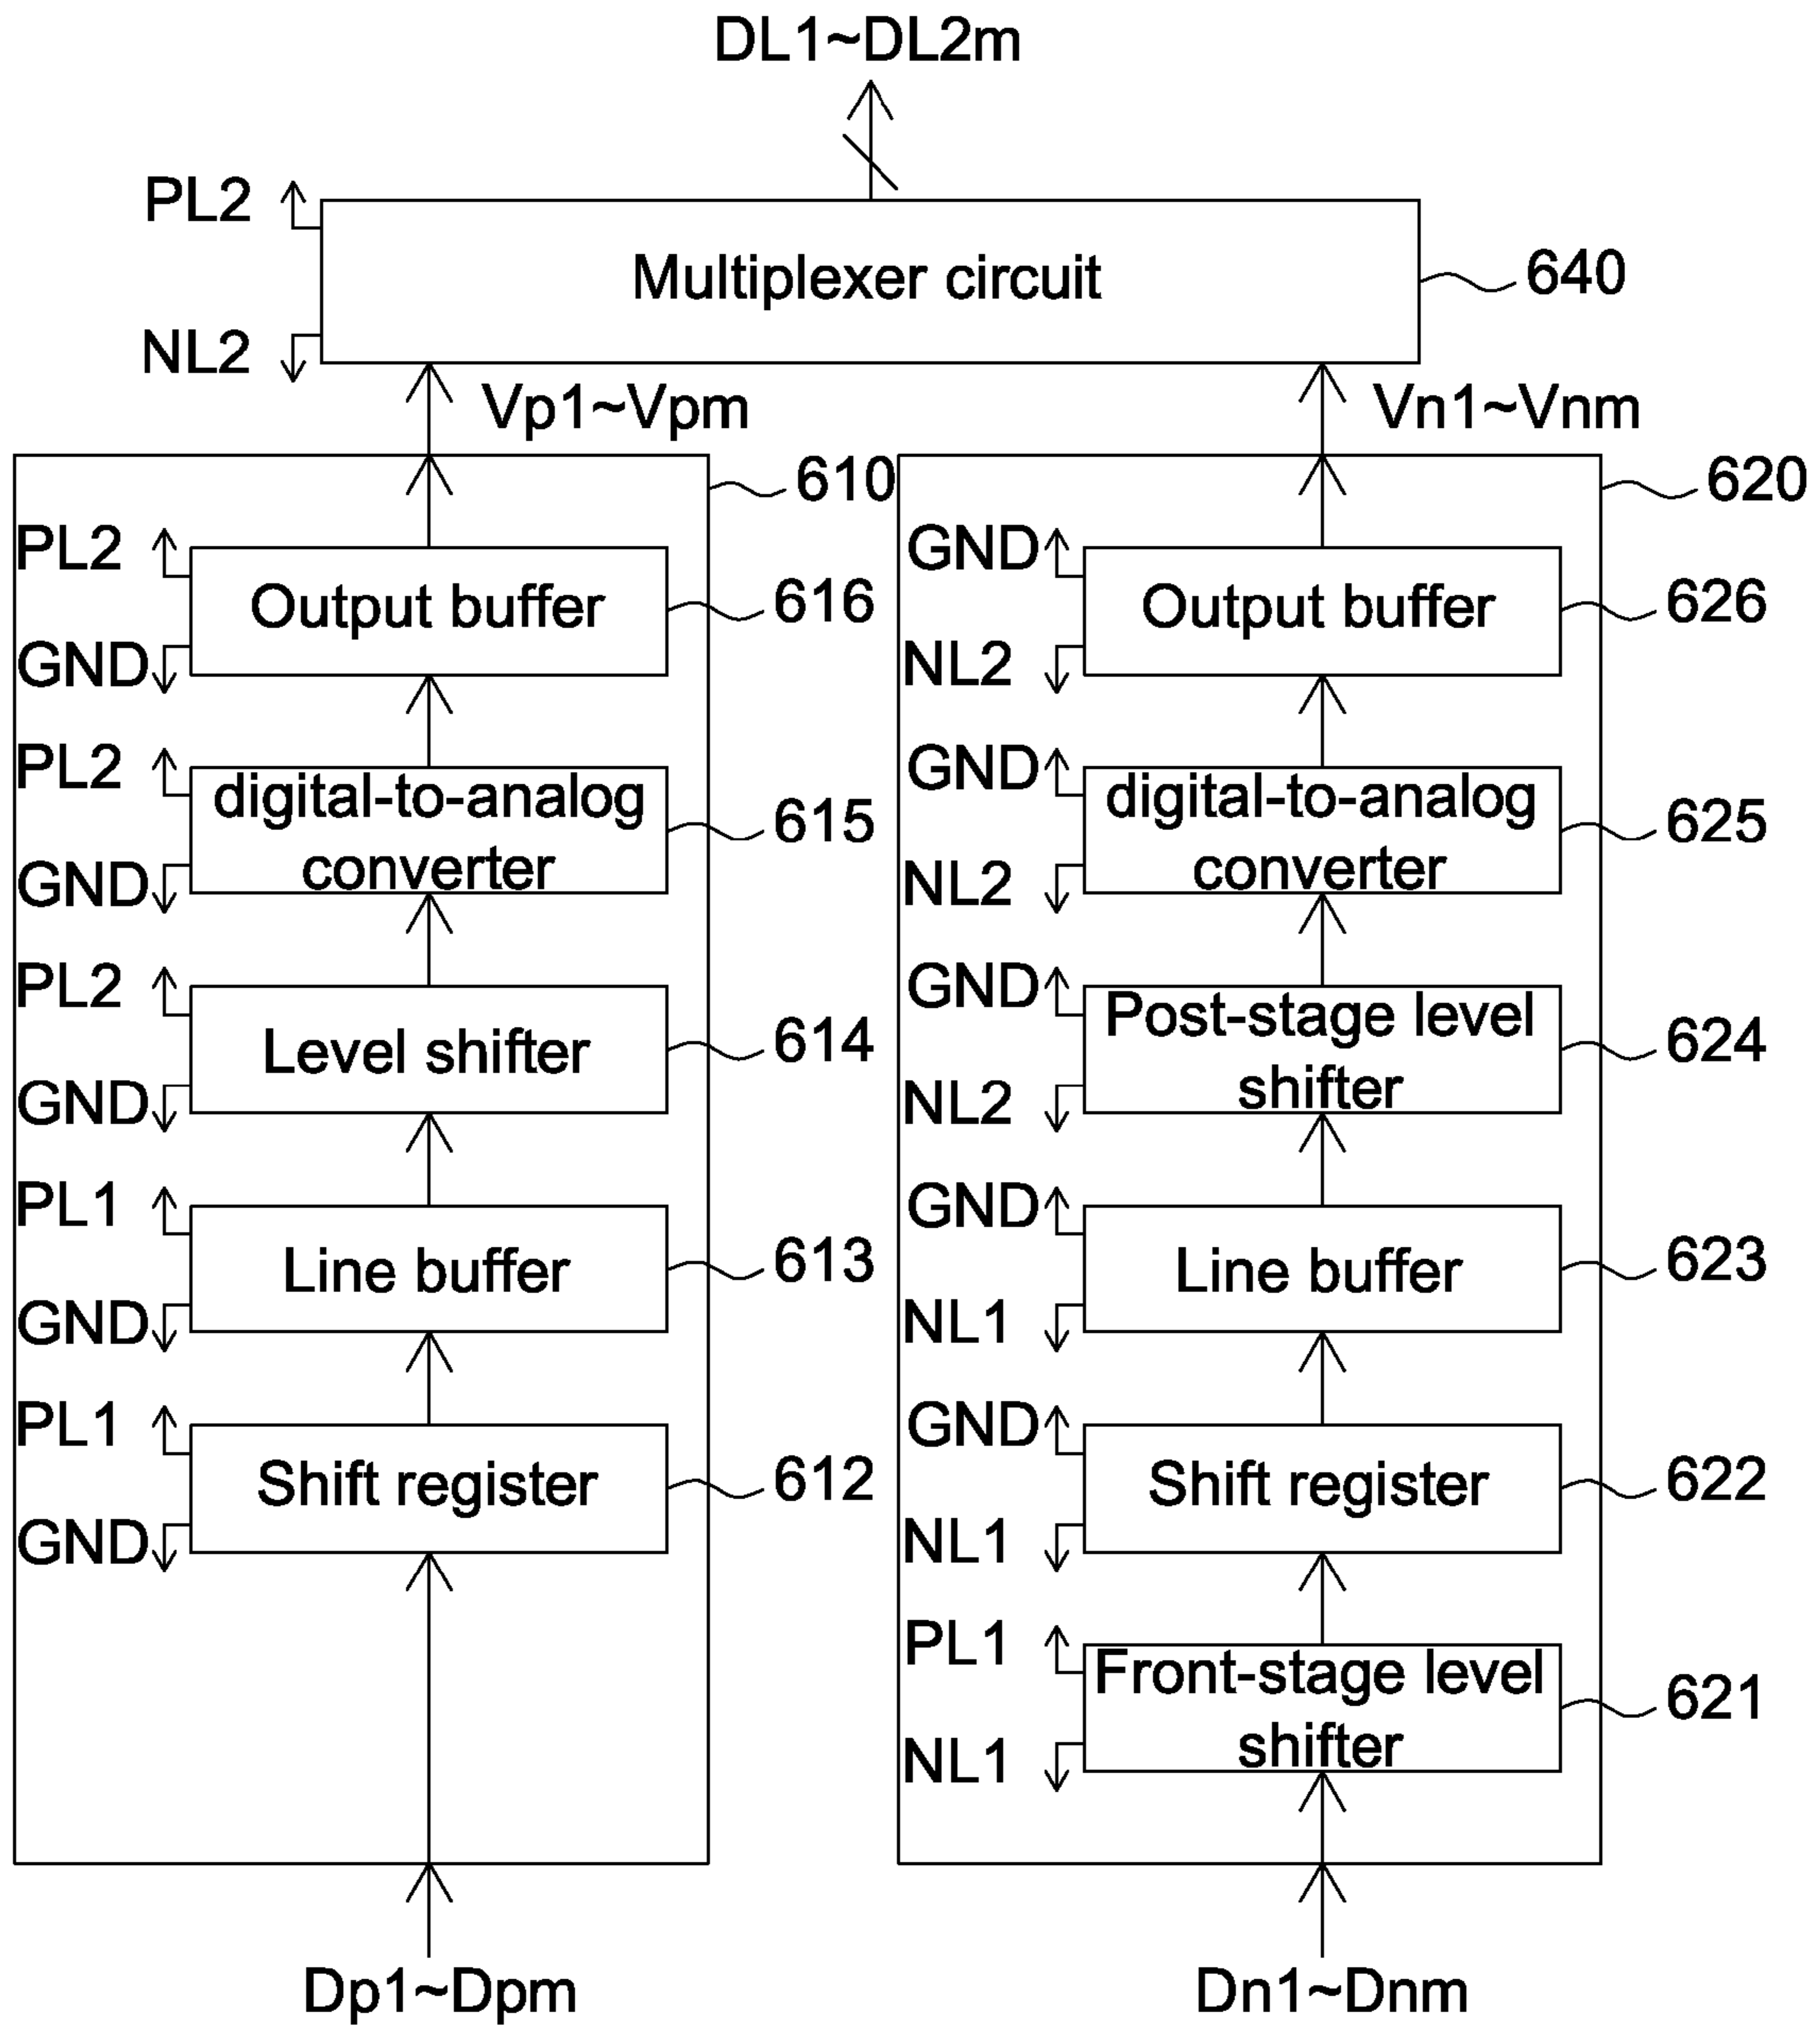 DL1~DL2m
PL2
Multiplexer circuit
640
NL2
Vp1~Vpm
Vn1~Vnm
610
620
PL2
Output buffer
616
GND
GND
Output buffer
626
NL2
PL2
digital-to-analog
converter
615
GND
GND
digital-to-analog
converter
625
NL2
PL2
Level shifter
614
GND
GND
Post-stage level
shifter
624
NL2
PL1
Line buffer
613
GND
GND
Line buffer
623
NL1
PL1
Shift register
612
GND
GND
Shift register
622
NL1
PL1
Front-stage level
shifter
621
NL1
Dp1~Dpm
Dn1~Dnm